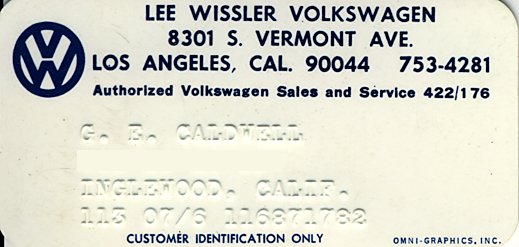 LEE WISSLER VOLKSWAGEN
8301 S. VERMONT AVE.
LOS ANGELES, CAL. 90044 753-4281
Authorized Volkswagen Sales and Service 422/176
G. E. CALDWELL
INGLEWOOD, CALIF.
113 07/6 116871782
CUSTOMER IDENTIFICATION ONLY
OMNI-GRAPHICS, INC.